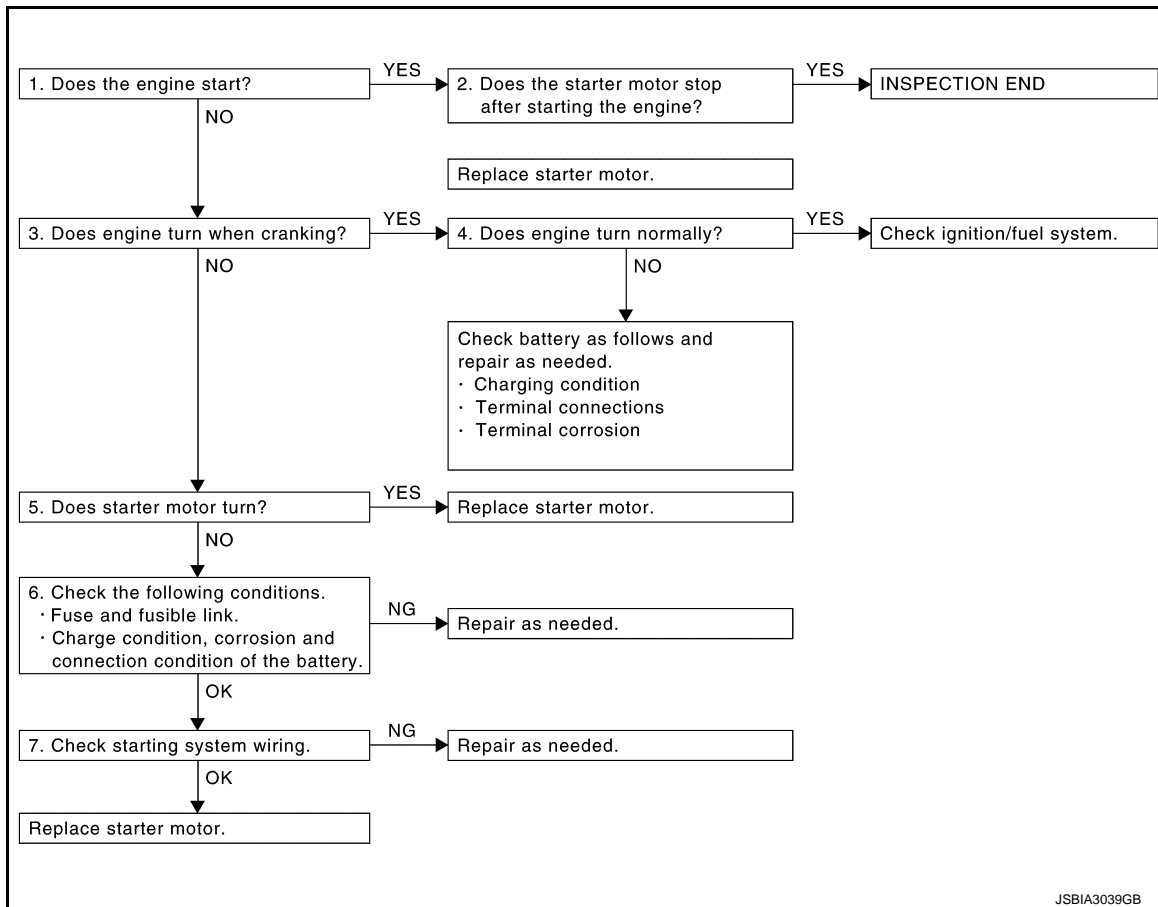 1. Does the engine start?
YES
2. Does the starter motor stop
after starting the engine?
YES
INSPECTION END
NO
Replace starter motor.
3. Does engine turn when cranking?
YES
4. Does engine turn normally?
YES
Check ignition/fuel system.
NO
NO
Check battery as follows and
repair as needed.
· Charging condition
· Terminal connections
· Terminal corrosion
5. Does starter motor turn?
YES
Replace starter motor.
NO
6. Check the following conditions.
· Fuse and fusible link.
· Charge condition, corrosion and
connection condition of the battery.
NG
Repair as needed.
OK
7. Check starting system wiring.
NG
Repair as needed.
OK
Replace starter motor.
JSBIA3039GB